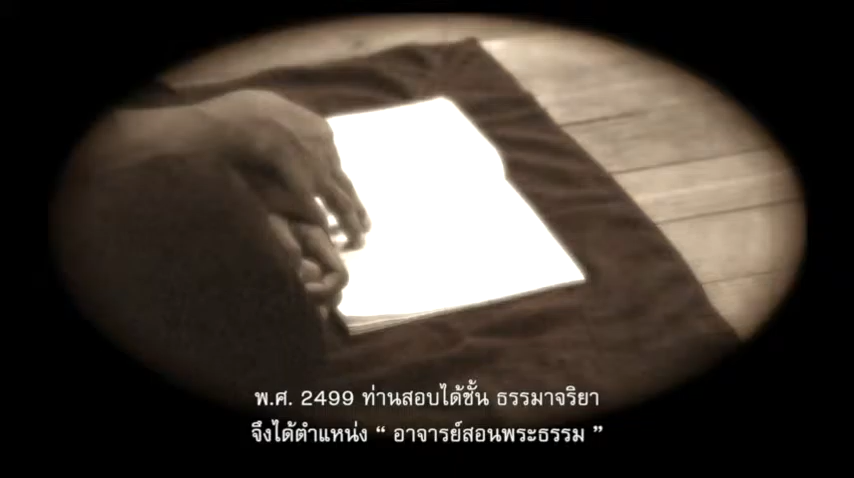 พ.ศ. 2499 ท่านสอบได้ชั้น ธรรมาจริยา
จึงได้ตำแหน่ง “ อาจารย์สอนพระธรรม ”